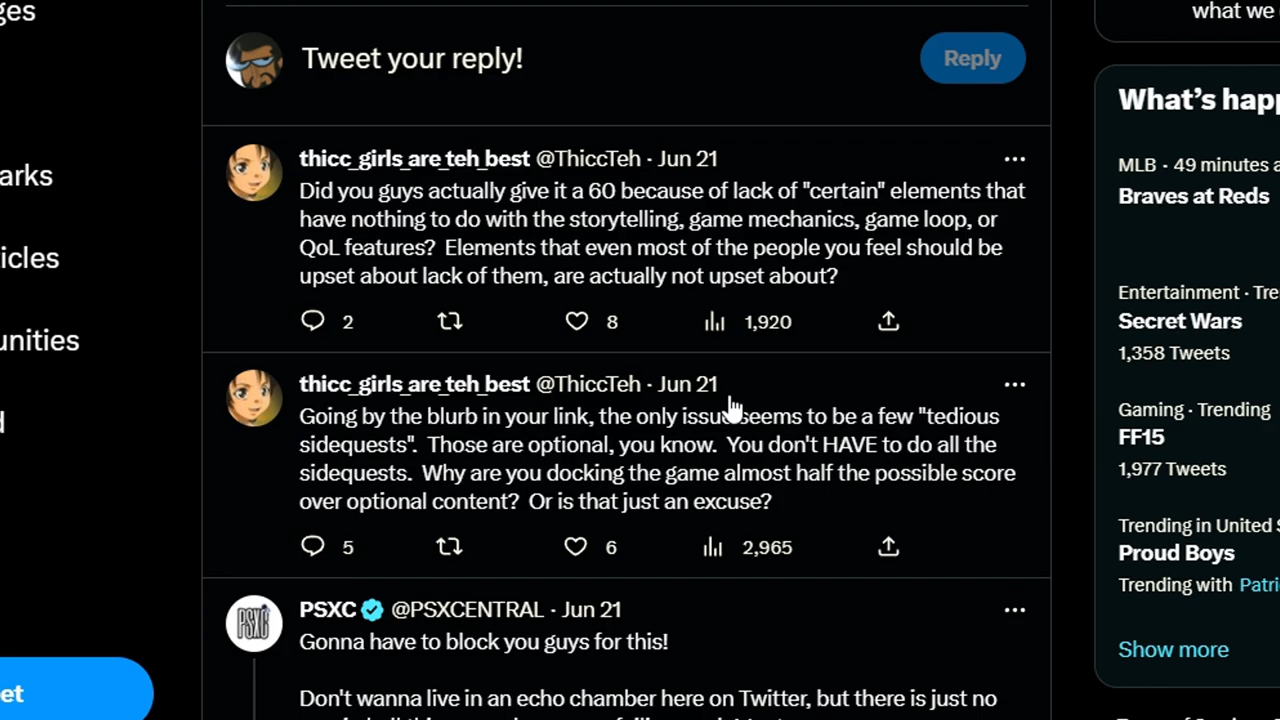 ges
what we
Tweet your reply!
Reply
What's hap
thicc_girls_are_teh_best @ThiccTeh · Jun 21
MLB · 49 minutes a
arks
Did you guys actually give it a 60 because of lack of "certain" elements that
Braves at Reds
have nothing to do with the storytelling, game mechanics, game loop, or
QoL features? Elements that even most of the people you feel should be
icles
upset about lack of them, are actually not upset about?
Entertainment · Tre
2 8 1,920
Secret Wars
unities
1,358 Tweets
thicc_girls_are_teh_best @ThiccTeh · Jun 21
Gaming · Trending
Going by the blurb in your link, the only issue seems to be a few "tedious
FF15
sidequests". Those are optional, you know. You don't HAVE to do all the
1,977 Tweets
sidequests. Why are you docking the game almost half the possible score
over optional content? Or is that just an excuse?
Trending in United S
5 6 2,965
Proud Boys
Trending with Patri
PSXC @PSXCENTRAL · Jun 21
PSXC
Gonna have to block you guys for this!
Show more
et
Don't wanna live in an echo chamber here on Twitter, but there is just no